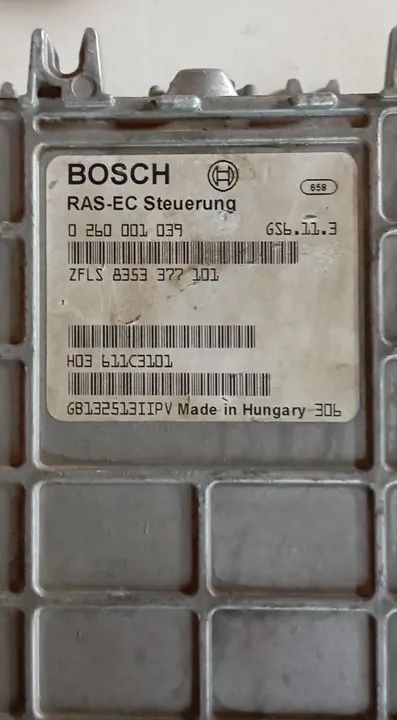 BOSCH
658
RAS-EC Steuerung
0 260 001 039 GS6.11.3
ZFLS 8353 377 101
H03 611C3101
GB132513IIPV Made in Hungary 306